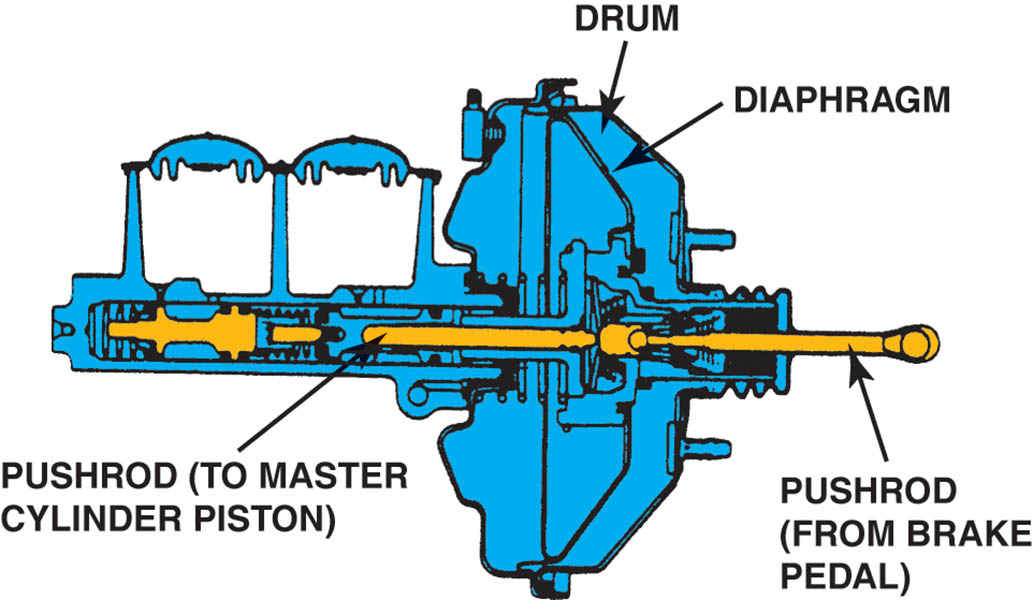 DRUM
DIAPHRAGM
PUSHROD (TO MASTER
CYLINDER PISTON)
PUSHROD
(FROM BRAKE
PEDAL)